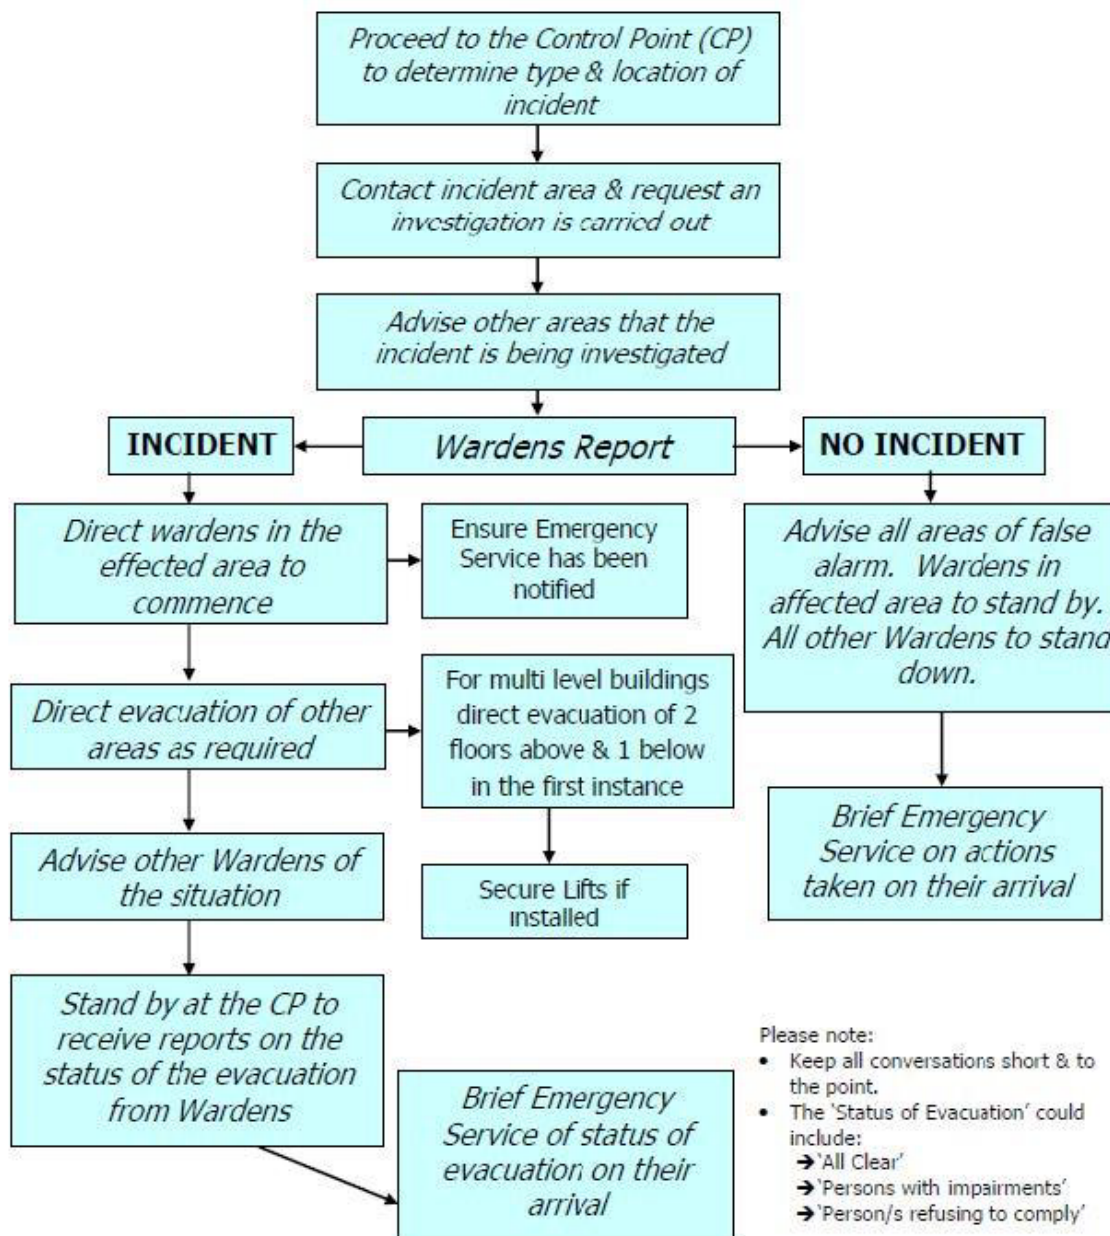 Proceed to the Control Point (CP)
to determine type & location of
incident
Contact incident area & request an
investigation is carried out
Advise other areas that the
incident is being investigated
INCIDENT
Wardens Report
NO INCIDENT
Direct wardens in the
effected area to
commence
Ensure Emergency
Service has been
notified
Advise all areas of false
alarm. Wardens in
affected area to stand by.
All other Wardens to stand
down.
Direct evacuation of other
areas as required
For multi level buildings
direct evacuation of 2
floors above & 1 below
in the first instance
Advise other Wardens of
the situation
Secure Lifts if
installed
Brief Emergency
Service on actions
taken on their arrival
Stand by at the CP to
receive reports on the
status of the evacuation
from Wardens
Brief Emergency
Service of status of
evacuation on their
arrival
Please note:
• Keep all conversations short & to
the point.
• The ‘Status of Evacuation’ could
include:
➔‘All Clear’
➔‘Persons with impairments’
➔‘Person/s refusing to comply’